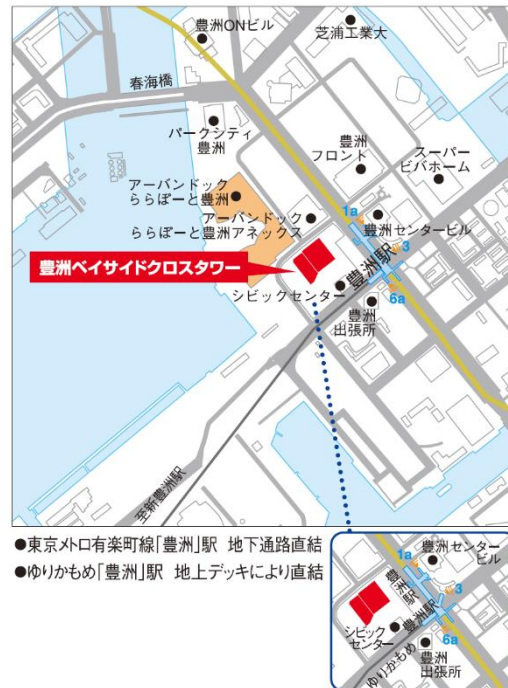 豊洲ONビル
芝浦工業大
春海橋
パークシティ
豊洲
豊洲
フロント
スーパー
ビバホーム
アーバンドック
ららぽーと豊洲
アーバンドック
ららぽーと豊洲アネックス
1a
豊洲センタービル
3
豊洲ベイサイドクロスタワー
豊洲駅
シビックセンター
6a
豊洲
出張所
至新豊洲駅
●東京メトロ有楽町線「豊洲」駅 地下通路直結
●ゆりかもめ「豊洲」駅 地上デッキにより直結
1a
豊洲センター
ビル
豊洲駅
3
豊洲駅
シビック
センター
6a
ゆりかもめ
豊洲
出張所